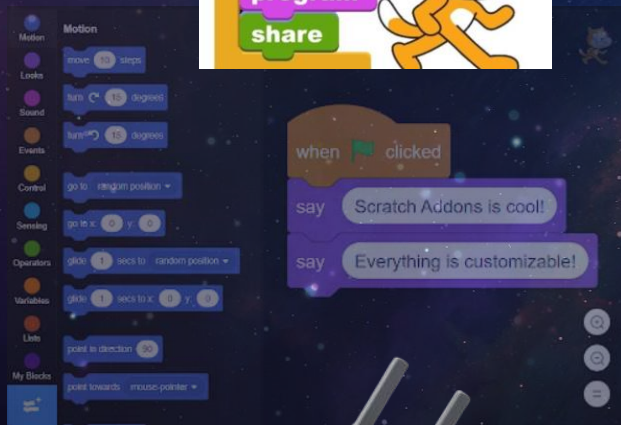 program
share
Motion
Motion
move 10 steps
Looks
turn 15 degrees
Sound
turn 15 degrees
Events
when clicked
Control
go to random position
say Scratch Addons is cool!
Sensing
go to x: 0 y: 0
say Everything is customizable!
Operators
glide 1 secs to random position
Variables
glide 1 secs to x: 0 y: 0
Lists
point in direction 90
My Blocks
point towards mouse-pointer